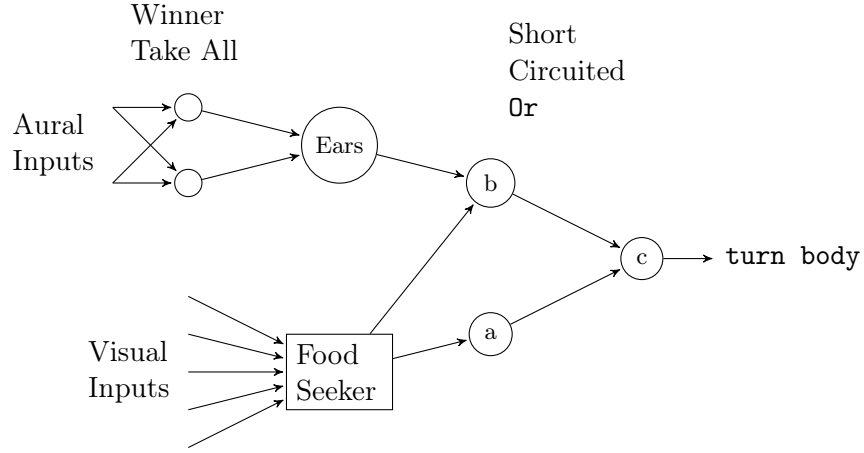 Winner
Take All
Short
Circuited
Or
Aural
Inputs
Ears
b
c
turn body
a
Visual
Inputs
Food
Seeker